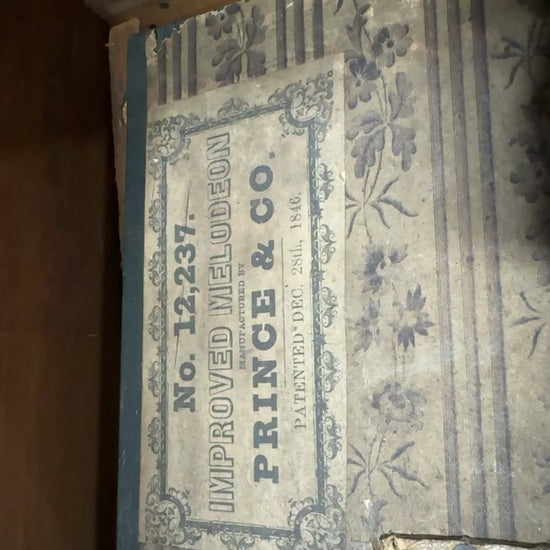 No. 12,237.
IMPROVED MELODEON
MANUFACTURED BY
PRINCE & CO.
PATENTED DEC. 28th, 1846.